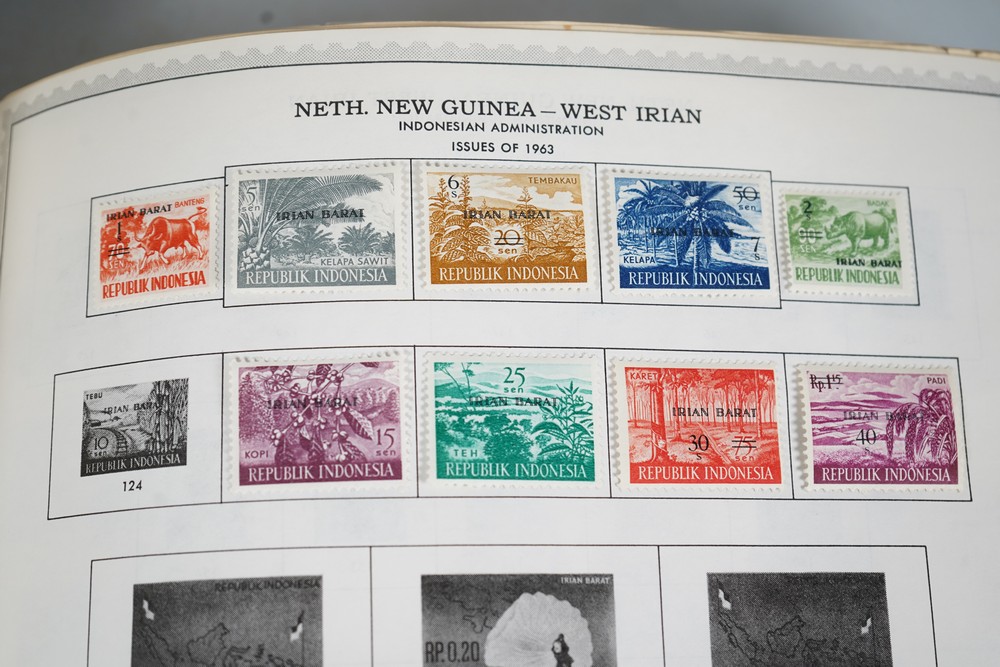 NETH. NEW GUINEA – WEST IRIAN
INDONESIAN ADMINISTRATION
ISSUES OF 1963
BANTENG
IRIAN BARAT
1
sen
REPUBLIK INDONESIA
5
sen
IRIAN BARAT
KELAPA SAWIT
REPUBLIK INDONESIA
6
s.
TEMBAKAU
IRIAN BARAT
20
sen
REPUBLIK INDONESIA
50
sen
IRIAN BARAT
KELAPA
7
s
REPUBLIK INDONESIA
2
BADAK
IRIAN BARAT
REPUBLIK INDONESIA
TEBU
IRIAN BARAT
10
sen
REPUBLIK INDONESIA
124
IRIAN BARAT
KOPI
15
sen
REPUBLIK INDONESIA
25
sen
IRIAN BARAT
TEH
REPUBLIK INDONESIA
KARET
IRIAN BARAT
30
75
sen
REPUBLIK INDONESIA
PADI
IRIAN BARAT
40
REPUBLIK INDONESIA
REPUBLIK INDONESIA
IRIAN BARAT
RP.0.20